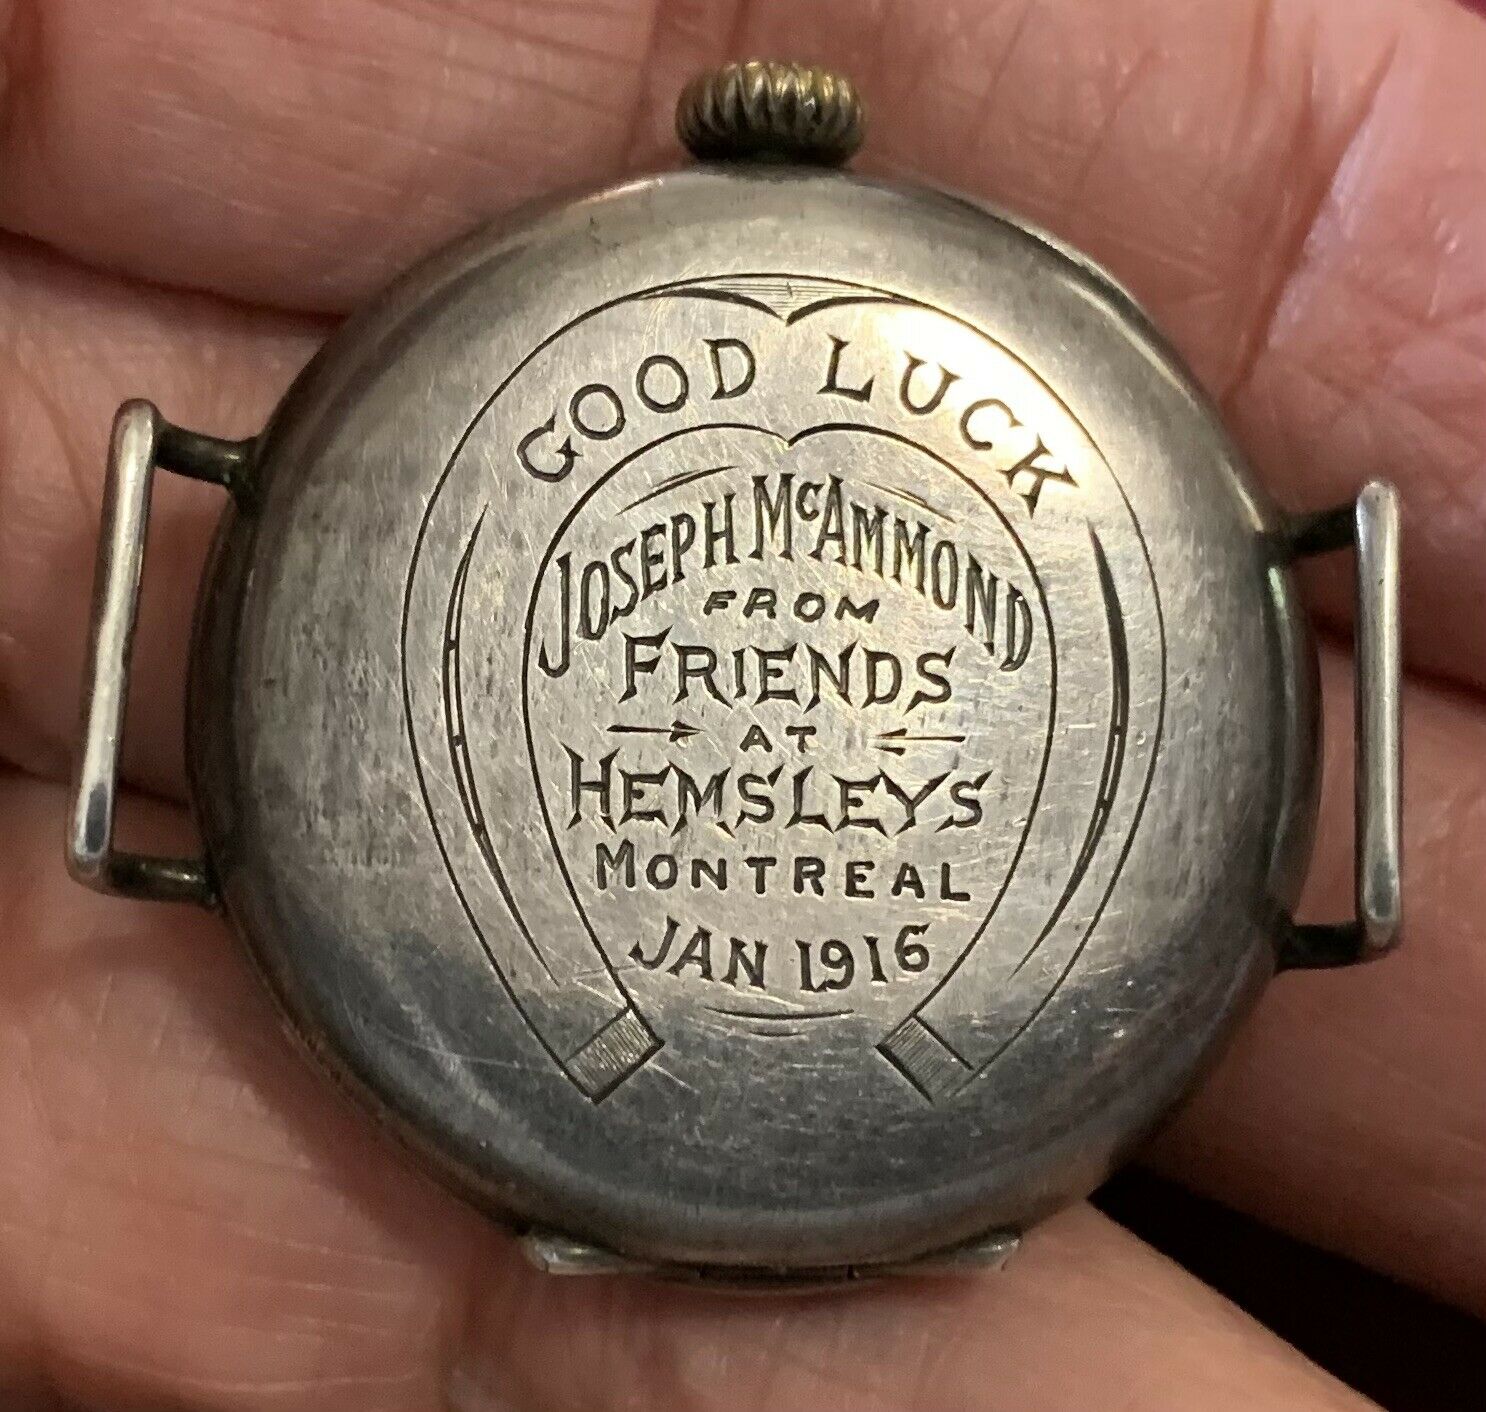 GOOD LUCK
JOSEPH McAMMOND
FROM
FRIENDS
AT
HEMSLEYS
MONTREAL
JAN 1916